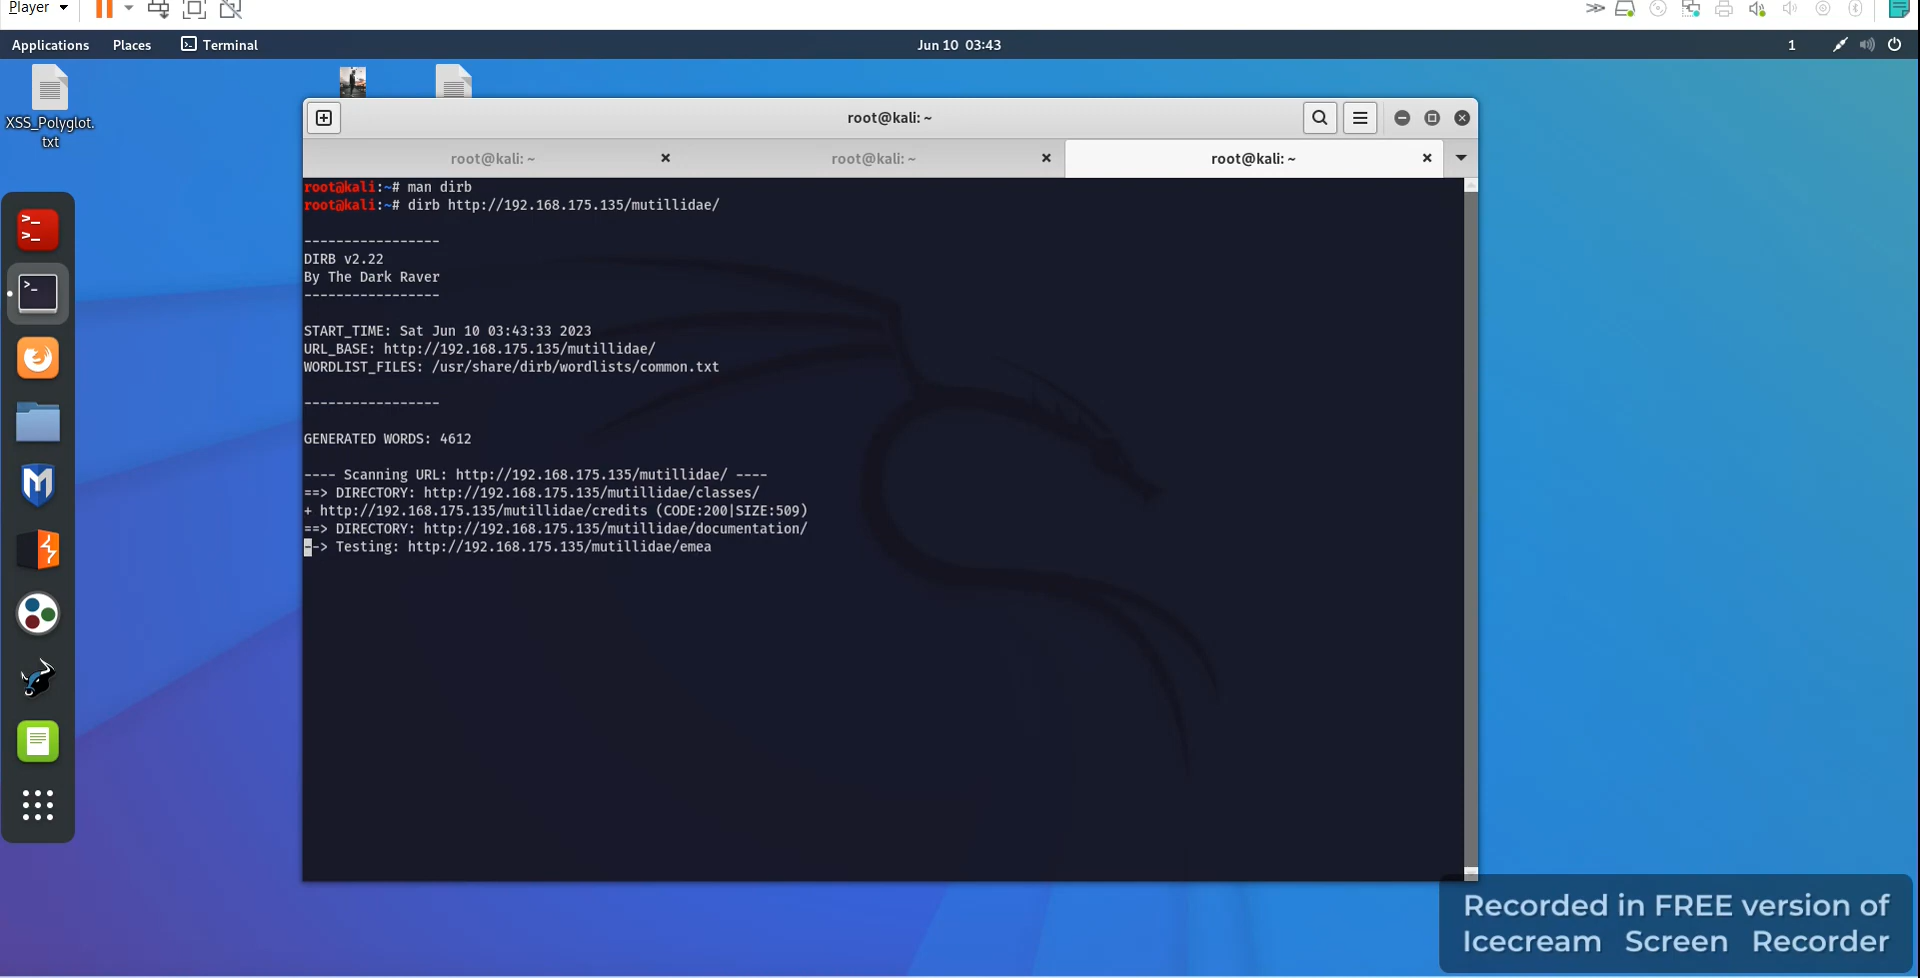 Player
Applications Places Terminal Jun 10 03:43 1
XSS_Polyglot.
txt
root@kali: ~
root@kali: ~ root@kali: ~ root@kali: ~
root@kali:~# man dirb
root@kali:~# dirb http://192.168.175.135/mutillidae/
-----------------
DIRB v2.22
By The Dark Raver
-----------------
START_TIME: Sat Jun 10 03:43:33 2023
URL_BASE: http://192.168.175.135/mutillidae/
WORDLIST_FILES: /usr/share/dirb/wordlists/common.txt
-----------------
GENERATED WORDS: 4612
---- Scanning URL: http://192.168.175.135/mutillidae/ ----
==> DIRECTORY: http://192.168.175.135/mutillidae/classes/
+ http://192.168.175.135/mutillidae/credits (CODE:200|SIZE:509)
==> DIRECTORY: http://192.168.175.135/mutillidae/documentation/
--> Testing: http://192.168.175.135/mutillidae/emea
Recorded in FREE version of
Icecream Screen Recorder